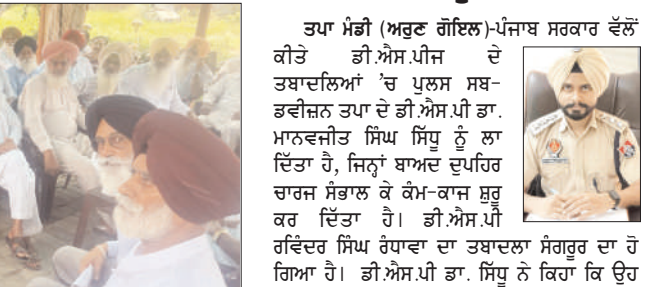 ਤਪਾ ਮੰਡੀ (ਅਰੁਣ ਗੋਇਲ)-ਪੰਜਾਬ ਸਰਕਾਰ ਵੱਲੋਂ
ਕੀਤੇ ਡੀ.ਐਸ.ਪੀਜ ਦੇ
ਤਬਾਦਲਿਆਂ 'ਚ ਪੁਲਸ ਸਬ-
ਡਵੀਜ਼ਨ ਤਪਾ ਦੇ ਡੀ.ਐਸ.ਪੀ ਡਾ.
ਮਾਨਵਜੀਤ ਸਿੰਘ ਸਿੱਧੂ ਨੂੰ ਲਾ
ਦਿੱਤਾ ਹੈ, ਜਿਨ੍ਹਾਂ ਬਾਅਦ ਦੁਪਹਿਰ
ਚਾਰਜ ਸੰਭਾਲ ਕੇ ਕੰਮ-ਕਾਜ ਸ਼ੁਰੂ
ਕਰ ਦਿੱਤਾ ਹੈ। ਡੀ.ਐਸ.ਪੀ
ਰਵਿੰਦਰ ਸਿੰਘ ਰੰਧਾਵਾ ਦਾ ਤਬਾਦਲਾ ਸੰਗਰੂਰ ਦਾ ਹੋ
ਗਿਆ ਹੈ। ਡੀ.ਐਸ.ਪੀ ਡਾ. ਸਿੱਧੂ ਨੇ ਕਿਹਾ ਕਿ ਉਹ